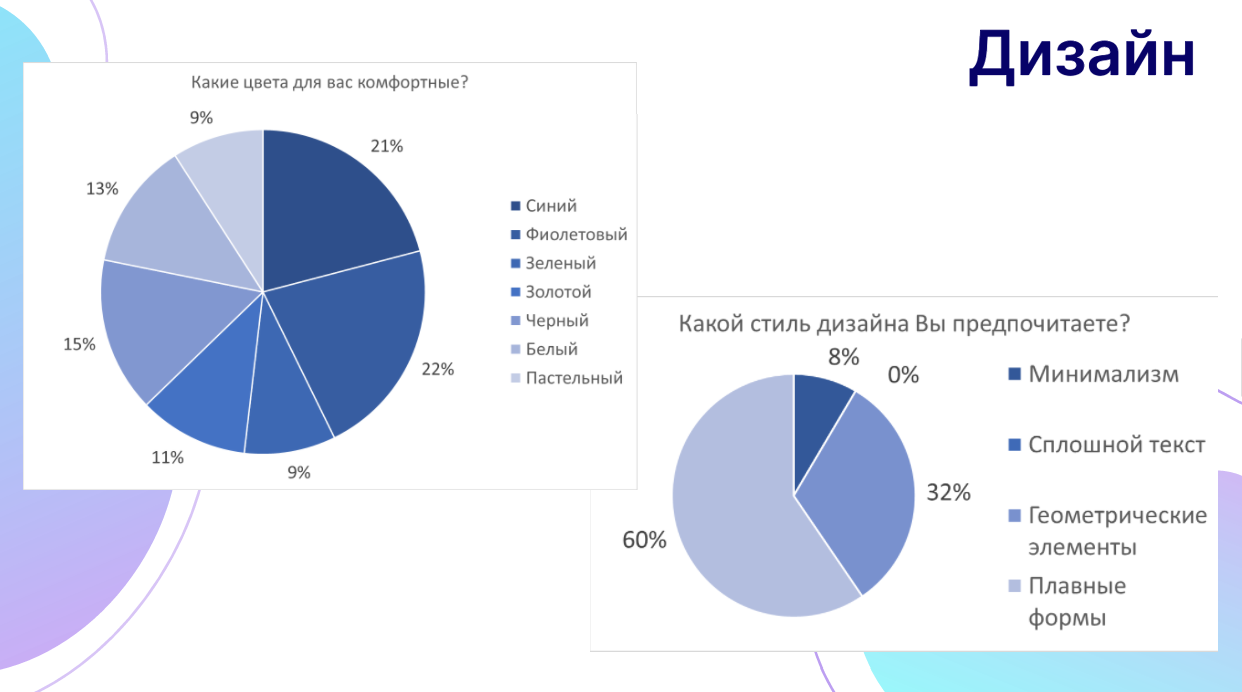 Дизайн
Какие цвета для вас комфортные?
9%
21%
13%
22%
15%
11%
9%
Синий
Фиолетовый
Зеленый
Золотой
Черный
Белый
Пастельный
Какой стиль дизайна Вы предпочитаете?
8%
0%
32%
60%
Минимализм
Сплошной текст
Геометрические
элементы
Плавные
формы